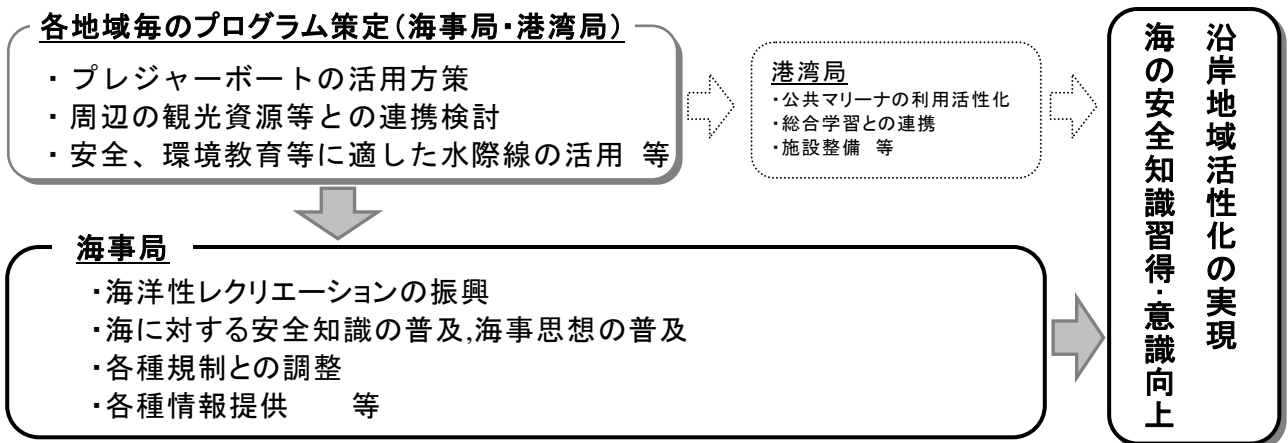 各地域毎のプログラム策定（海事局・港湾局）
・ プレジャーボートの活用方策
・ 周辺の観光資源等との連携検討
・ 安全、環境教育等に適した水際線の活用 等
港湾局
・公共マリーナの利用活性化
・総合学習との連携
・施設整備 等
海事局
・海洋性レクリエーションの振興
・海に対する安全知識の普及,海事思想の普及
・各種規制との調整
・各種情報提供 等
沿岸地域活性化の実現
海の安全知識習得・意識向上